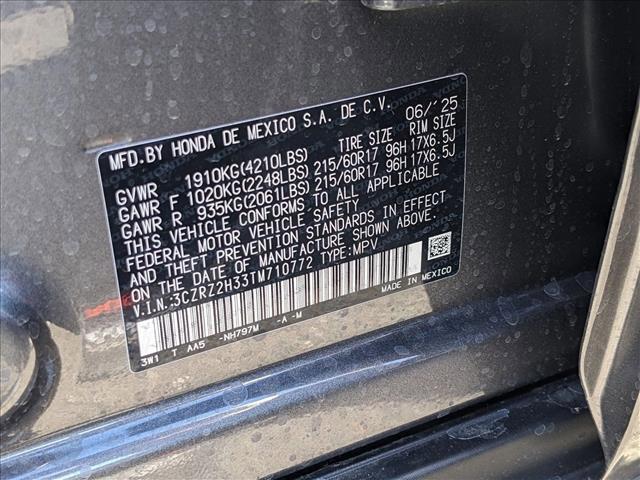 MFD.BY HONDA DE MEXICO S.A. DE C.V. 06/'25
TIRE SIZE RIM SIZE
GVWR 1910KG(4210LBS)
GAWR F 1020KG(2248LBS) 215/60R17 96H 17X6.5J
GAWR R 935KG(2061LBS) 215/60R17 96H 17X6.5J
THIS VEHICLE CONFORMS TO ALL APPLICABLE
FEDERAL MOTOR VEHICLE SAFETY
AND THEFT PREVENTION STANDARDS IN EFFECT
ON THE DATE OF MANUFACTURE SHOWN ABOVE.
V.I.N.:3CZRZ2H33TM710772 TYPE:MPV
MADE IN MEXICO
3W1 T AA5 -NH797M -A -M